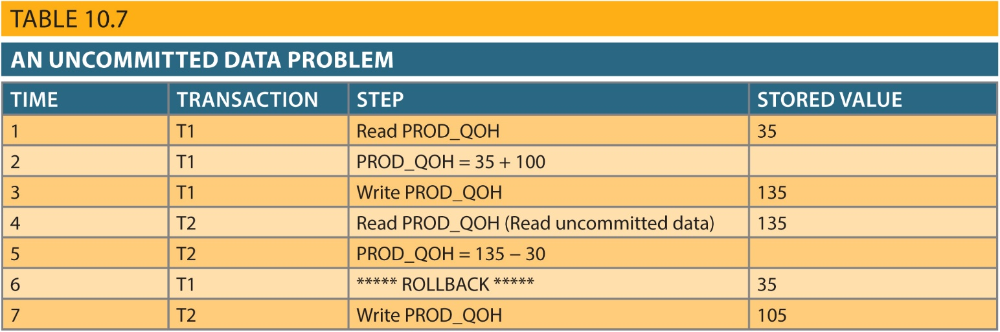 TABLE 10.7
AN UNCOMMITTED DATA PROBLEM
TIME TRANSACTION STEP STORED VALUE
1 T1 Read PROD_QOH 35
2 T1 PROD_QOH = 35 + 100
3 T1 Write PROD_QOH 135
4 T2 Read PROD_QOH (Read uncommitted data) 135
5 T2 PROD_QOH = 135 − 30
6 T1 ***** ROLLBACK ***** 35
7 T2 Write PROD_QOH 105